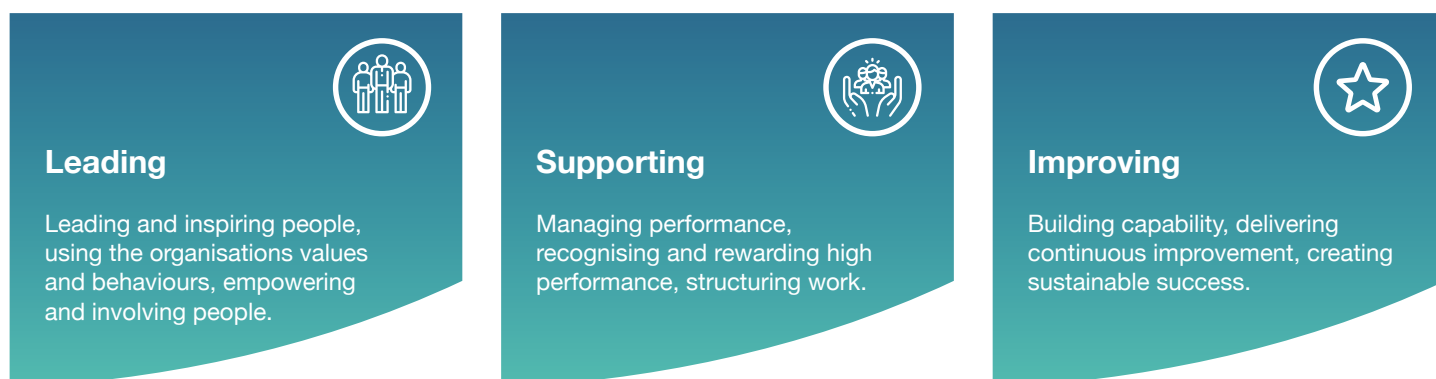 Leading
Leading and inspiring people,
using the organisations values
and behaviours, empowering
and involving people.
Supporting
Managing performance,
recognising and rewarding high
performance, structuring work.
Improving
Building capability, delivering
continuous improvement, creating
sustainable success.